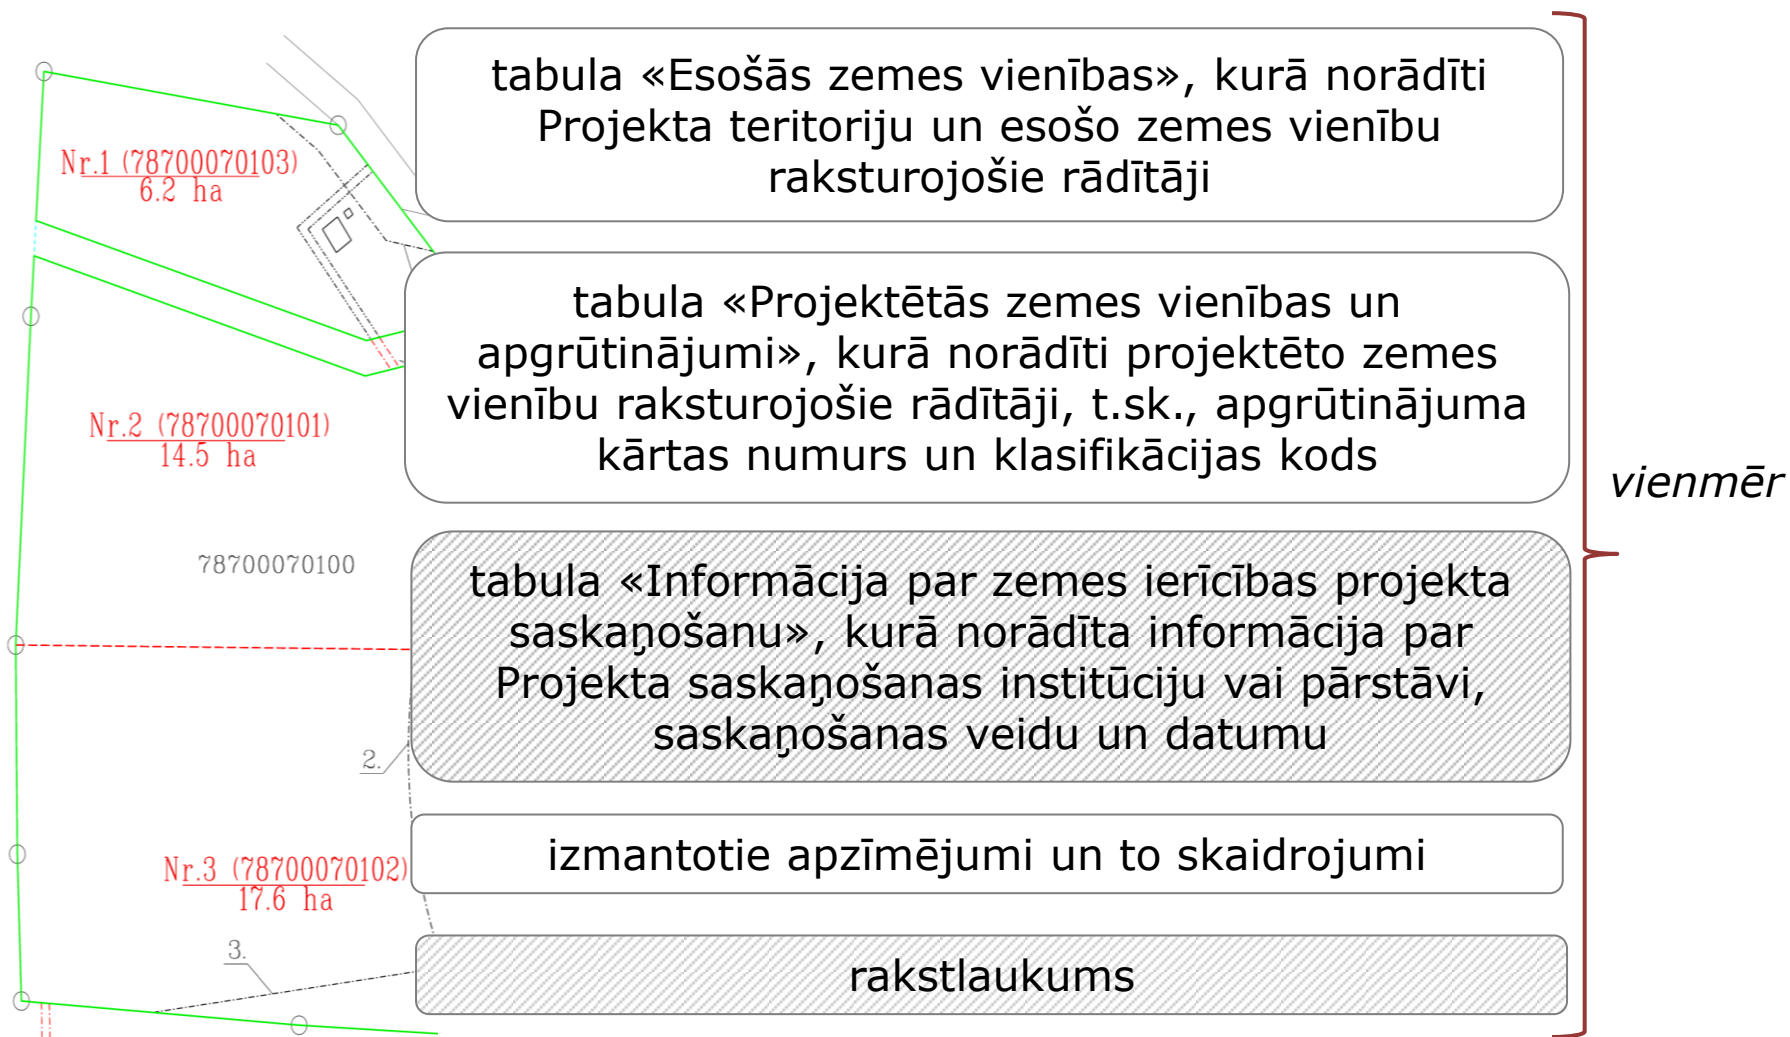 tabula «Esošās zemes vienības», kurā norādīti
Projekta teritoriju un esošo zemes vienību
raksturojošie rādītāji
Nr.1 (78700070103)
6.2 ha
tabula «Projektētās zemes vienības un
apgrūtinājumi», kurā norādīti projektēto zemes
vienību raksturojošie rādītāji, t.sk., apgrūtinājuma
kārtas numurs un klasifikācijas kods
Nr.2 (78700070101)
14.5 ha
vienmēr
78700070100
tabula «Informācija par zemes ierīcības projekta
saskaņošanu», kurā norādīta informācija par
Projekta saskaņošanas institūciju vai pārstāvi,
saskaņošanas veidu un datumu
2.
izmantotie apzīmējumi un to skaidrojumi
Nr.3 (78700070102)
17.6 ha
3.
rakstlaukums